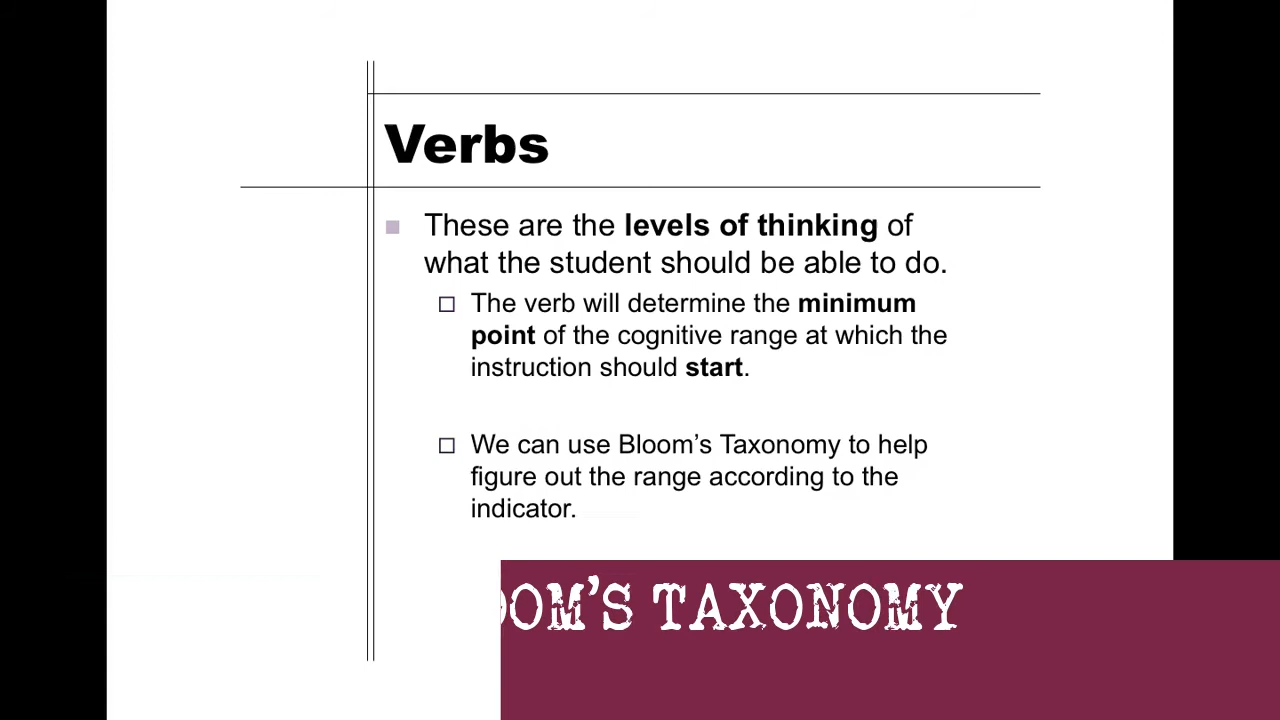 Verbs
These are the levels of thinking of
what the student should be able to do.
The verb will determine the minimum
point of the cognitive range at which the
instruction should start.
We can use Bloom's Taxonomy to help
figure out the range according to the
indicator.
OOM'S TAXONOMY